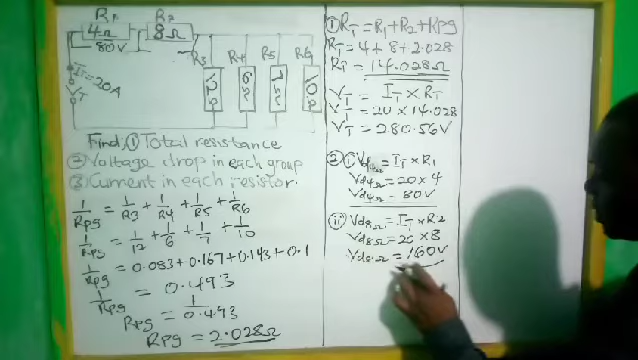 R1 R2
4Ω 8Ω
80V
R3 R4 R5 R6
12Ω 6Ω 7Ω 10Ω
IT=20A
VT
Find: ① Total resistance
② Voltage drop in each group
③ Current in each resistor.
1/Rpg = 1/R3 + 1/R4 + 1/R5 + 1/R6
1/Rpg = 1/12 + 1/6 + 1/7 + 1/10
1/Rpg = 0.083+0.167+0.143+0.1
1/Rpg = 0.493
Rpg = 1/0.493
Rpg = 2.028Ω
① RT = R1 + R2 + Rpg
RT = 4 + 8 + 2.028
RT = 14.028Ω
VT = IT × RT
VT = 20 × 14.028
VT = 280.56V
② ⓘ Vd4Ω = IT × R1
Vd4Ω = 20 × 4
Vd4Ω = 80V
ⓘⓘ Vd8Ω = IT × R2
Vd8Ω = 20 × 8
Vd8Ω = 160V